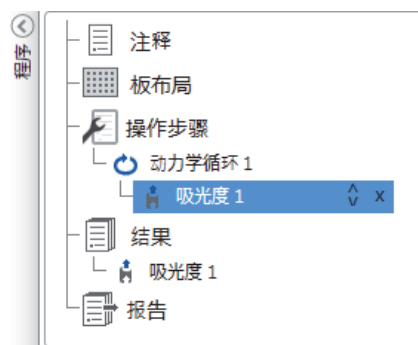 程序
注释
板布局
操作步骤
动力学循环 1
吸光度 1 x
结果
吸光度 1
报告